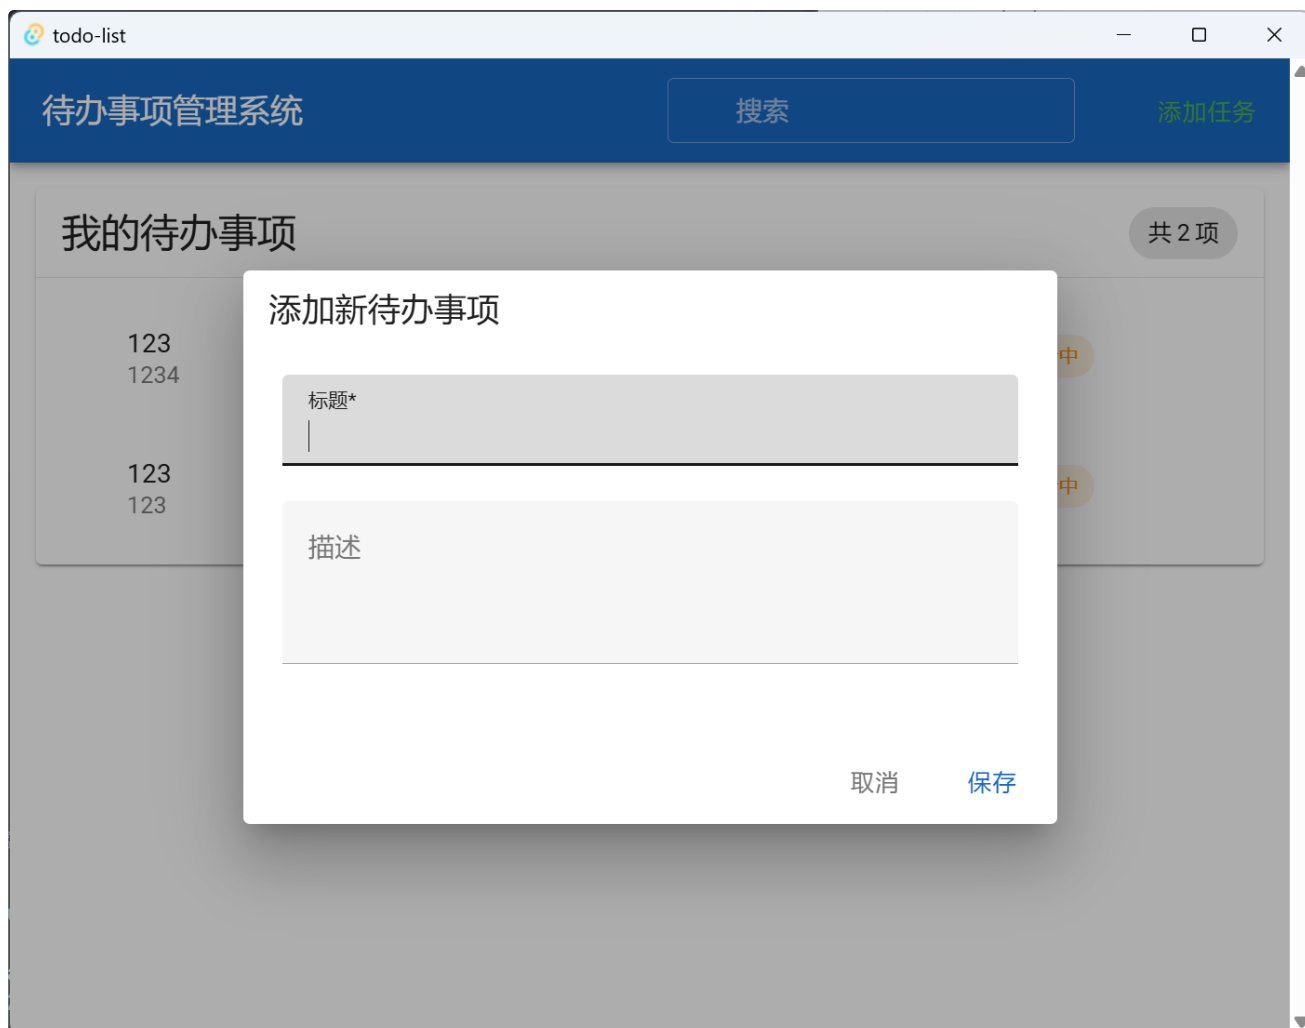 todo-list
待办事项管理系统
搜索
添加任务
我的待办事项
共 2 项
添加新待办事项
123
1234
中
标题*
123
123
中
描述
取消
保存